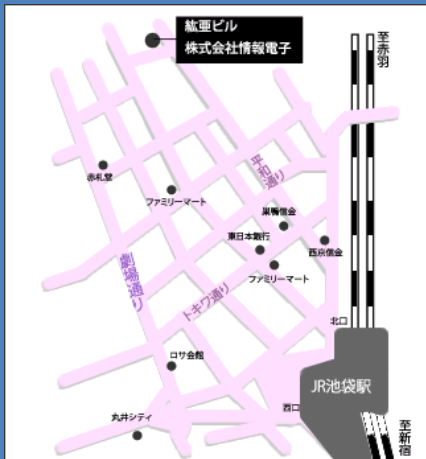 紘亜ビル
株式会社情報電子
至赤羽
平和通り
赤札堂
ファミリーマート
巣鴨信金
東日本銀行
西京信金
ファミリーマート
劇場通り
トキワ通り
北口
ロサ会館
JR池袋駅
西口
丸井シティ
至新宿